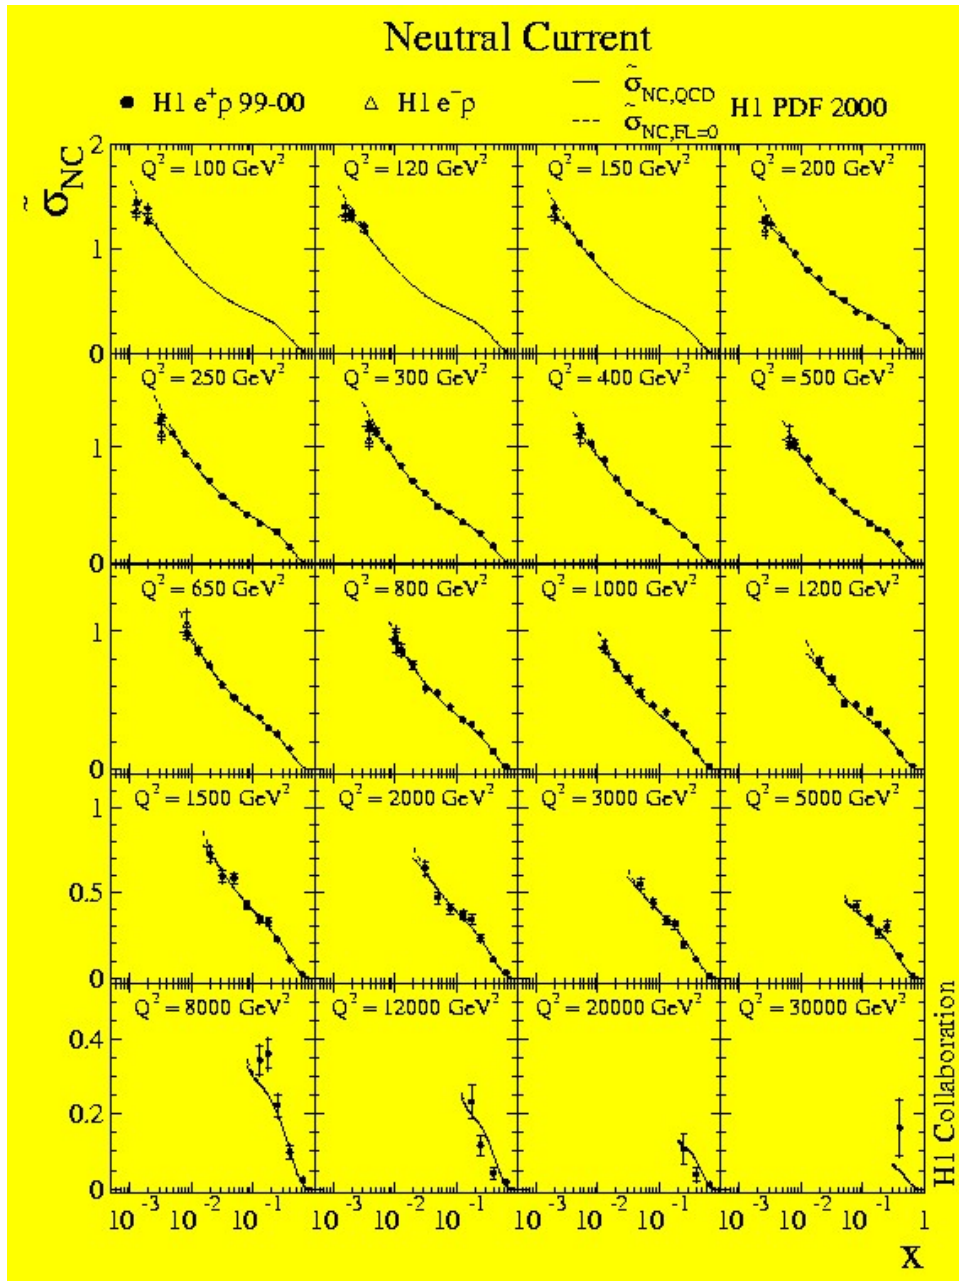 Neutral Current
● H1 e⁺p 99-00 △ H1 e⁻p — σ̃_NC,QCD H1 PDF 2000
--- σ̃_NC,FL=0
σ̃_NC
2
Q² = 100 GeV² Q² = 120 GeV² Q² = 150 GeV² Q² = 200 GeV²
1
0
Q² = 250 GeV² Q² = 300 GeV² Q² = 400 GeV² Q² = 500 GeV²
1
0
Q² = 650 GeV² Q² = 800 GeV² Q² = 1000 GeV² Q² = 1200 GeV²
1
0
1
Q² = 1500 GeV² Q² = 2000 GeV² Q² = 3000 GeV² Q² = 5000 GeV²
0.5
0
Q² = 8000 GeV² Q² = 12000 GeV² Q² = 20000 GeV² Q² = 30000 GeV²
0.4
0.2
0
10⁻³ 10⁻² 10⁻¹ 10⁻³ 10⁻² 10⁻¹ 10⁻³ 10⁻² 10⁻¹ 10⁻³ 10⁻² 10⁻¹ 1
x
H1 Collaboration